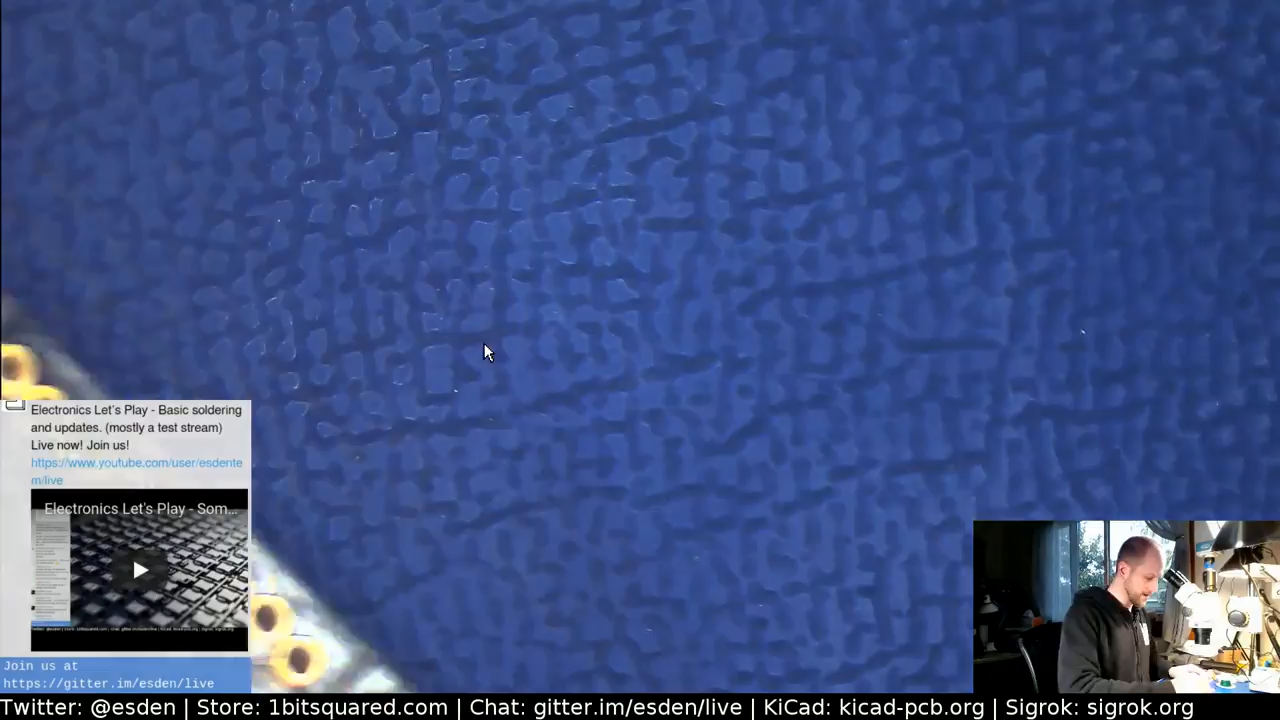 Electronics Let's Play - Basic soldering
and updates. (mostly a test stream)
Live now! Join us!
https://www.youtube.com/user/esdente
m/live
Electronics Let's Play - Som...
Join us at
https://gitter.im/esden/live
Twitter: @esden | Store: 1bitsquared.com | Chat: gitter.im/esden/live | KiCad: kicad-pcb.org | Sigrok: sigrok.org